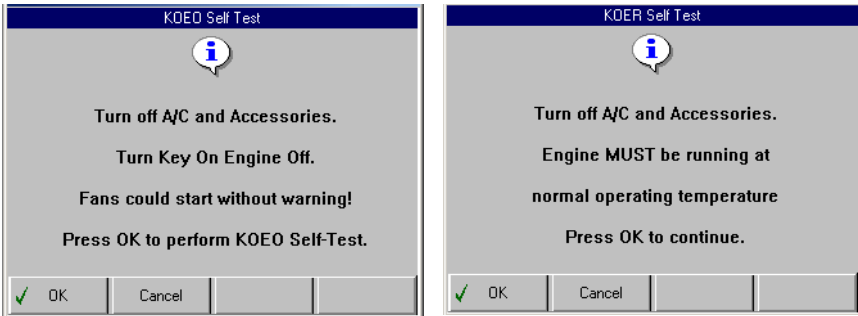 KOEO Self Test
Turn off A/C and Accessories.
Turn Key On Engine Off.
Fans could start without warning!
Press OK to perform KOEO Self-Test.
OK Cancel
KOER Self Test
Turn off A/C and Accessories.
Engine MUST be running at
normal operating temperature
Press OK to continue.
OK Cancel